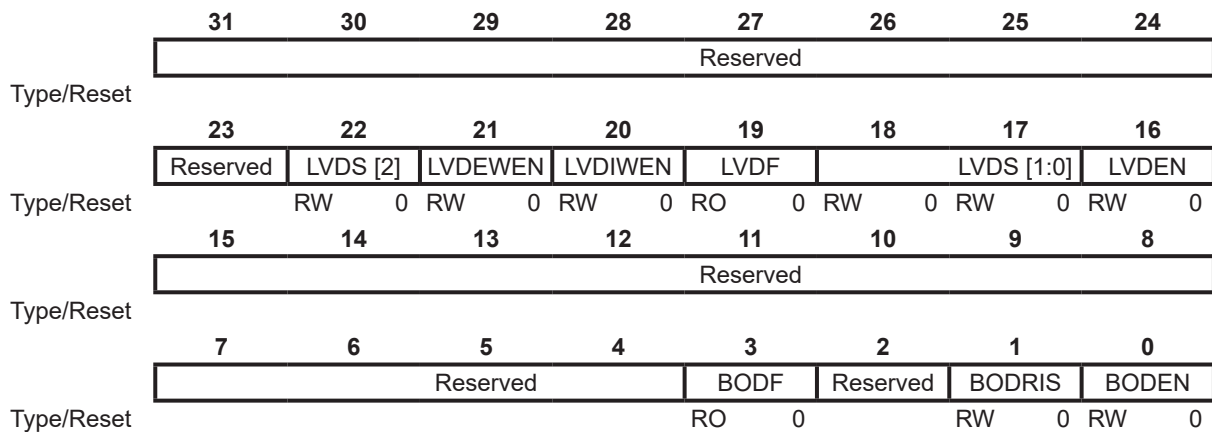 31 30 29 28 27 26 25 24
Reserved
Type/Reset
23 22 21 20 19 18 17 16
Reserved LVDS [2] LVDEWEN LVDIWEN LVDF LVDS [1:0] LVDEN
Type/Reset RW 0 RW 0 RW 0 RO 0 RW 0 RW 0 RW 0
15 14 13 12 11 10 9 8
Reserved
Type/Reset
7 6 5 4 3 2 1 0
Reserved BODF Reserved BODRIS BODEN
Type/Reset RO 0 RW 0 RW 0